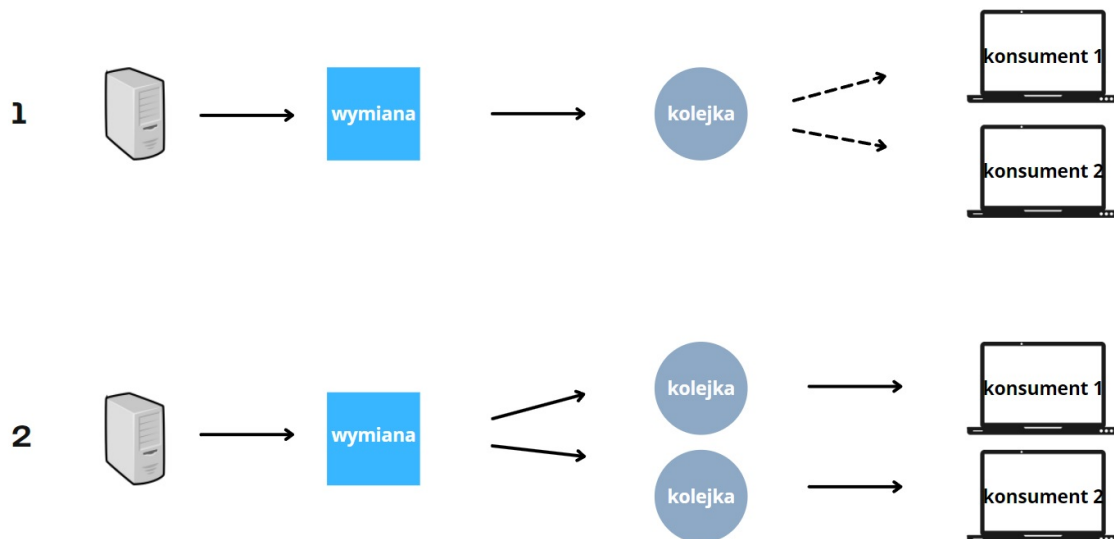 1
wymiana
kolejka
konsument 1
konsument 2
2
wymiana
kolejka
konsument 1
kolejka
konsument 2